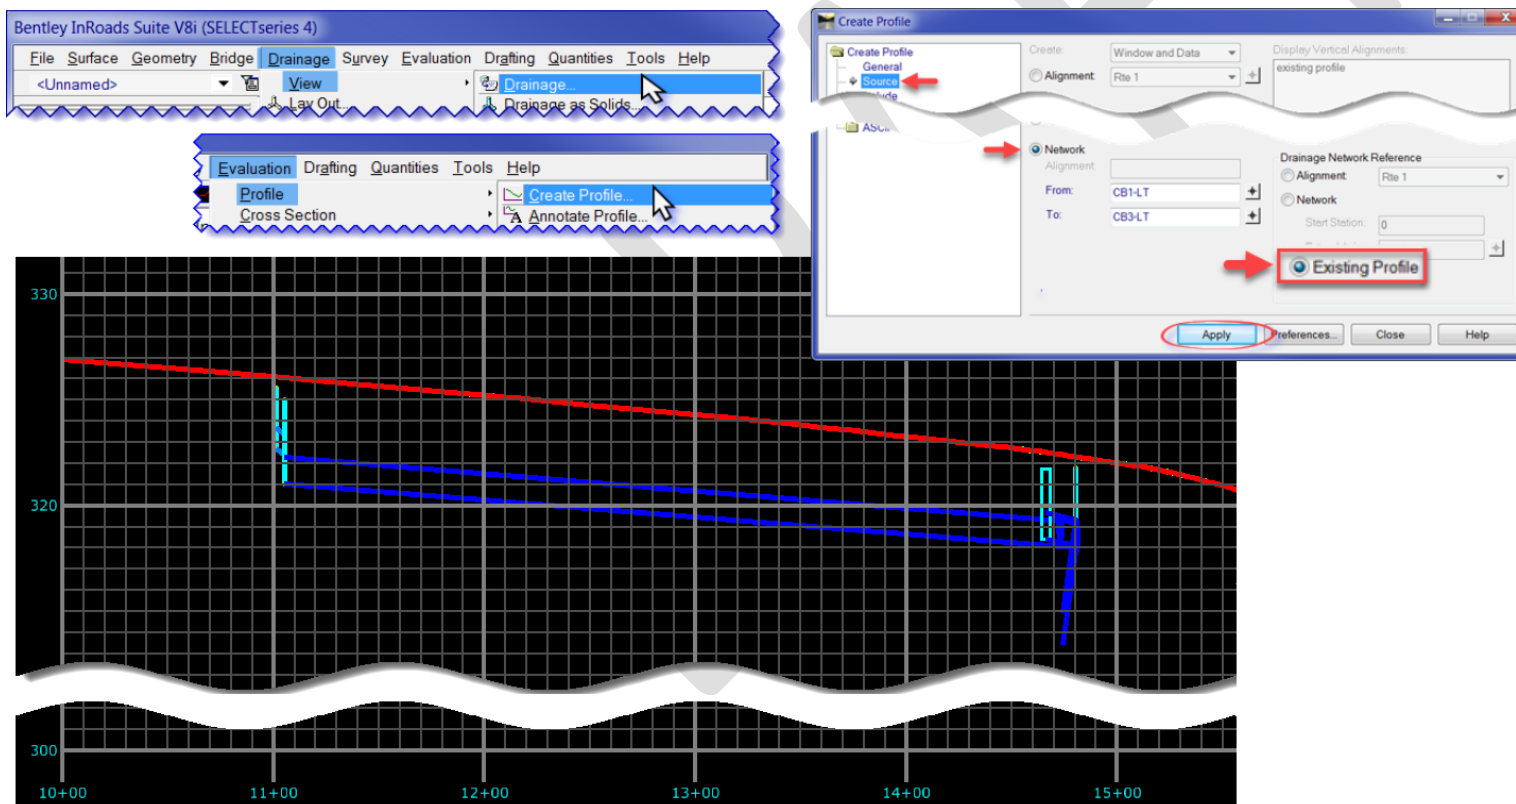 Bentley InRoads Suite V8i (SELECTseries 4)
File Surface Geometry Bridge Drainage Survey Evaluation Drafting Quantities Tools Help
<Unnamed> View Drainage...
Lay Out... Drainage as Solids...
Evaluation Drafting Quantities Tools Help
Profile Create Profile...
Cross Section Annotate Profile...
Create Profile
Create Profile
General
Source
ASCII
Create: Window and Data
Alignment: Rte 1
Display Vertical Alignments:
existing profile
Network
Alignment:
From: CB1-LT
To: CB3-LT
Drainage Network Reference
Alignment: Rte 1
Network
Start Station: 0
Existing Profile
Apply Preferences... Close Help
330
320
300
10+00 11+00 12+00 13+00 14+00 15+00